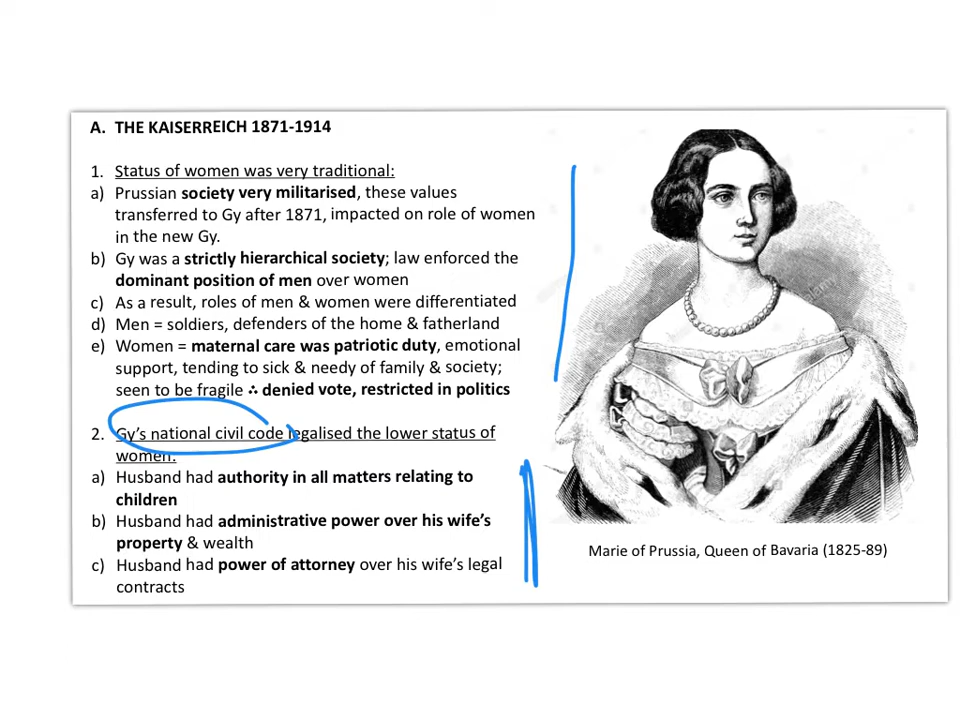 A. THE KAISERREICH 1871-1914
1. Status of women was very traditional:
a) Prussian society very militarised, these values
transferred to Gy after 1871, impacted on role of women
in the new Gy.
b) Gy was a strictly hierarchical society; law enforced the
dominant position of men over women
c) As a result, roles of men & women were differentiated
d) Men = soldiers, defenders of the home & fatherland
e) Women = maternal care was patriotic duty, emotional
support, tending to sick & needy of family & society;
seen to be fragile ∴ denied vote, restricted in politics
2. Gy's national civil code legalised the lower status of
women:
a) Husband had authority in all matters relating to
children
b) Husband had administrative power over his wife's
property & wealth
c) Husband had power of attorney over his wife's legal
contracts
Marie of Prussia, Queen of Bavaria (1825-89)